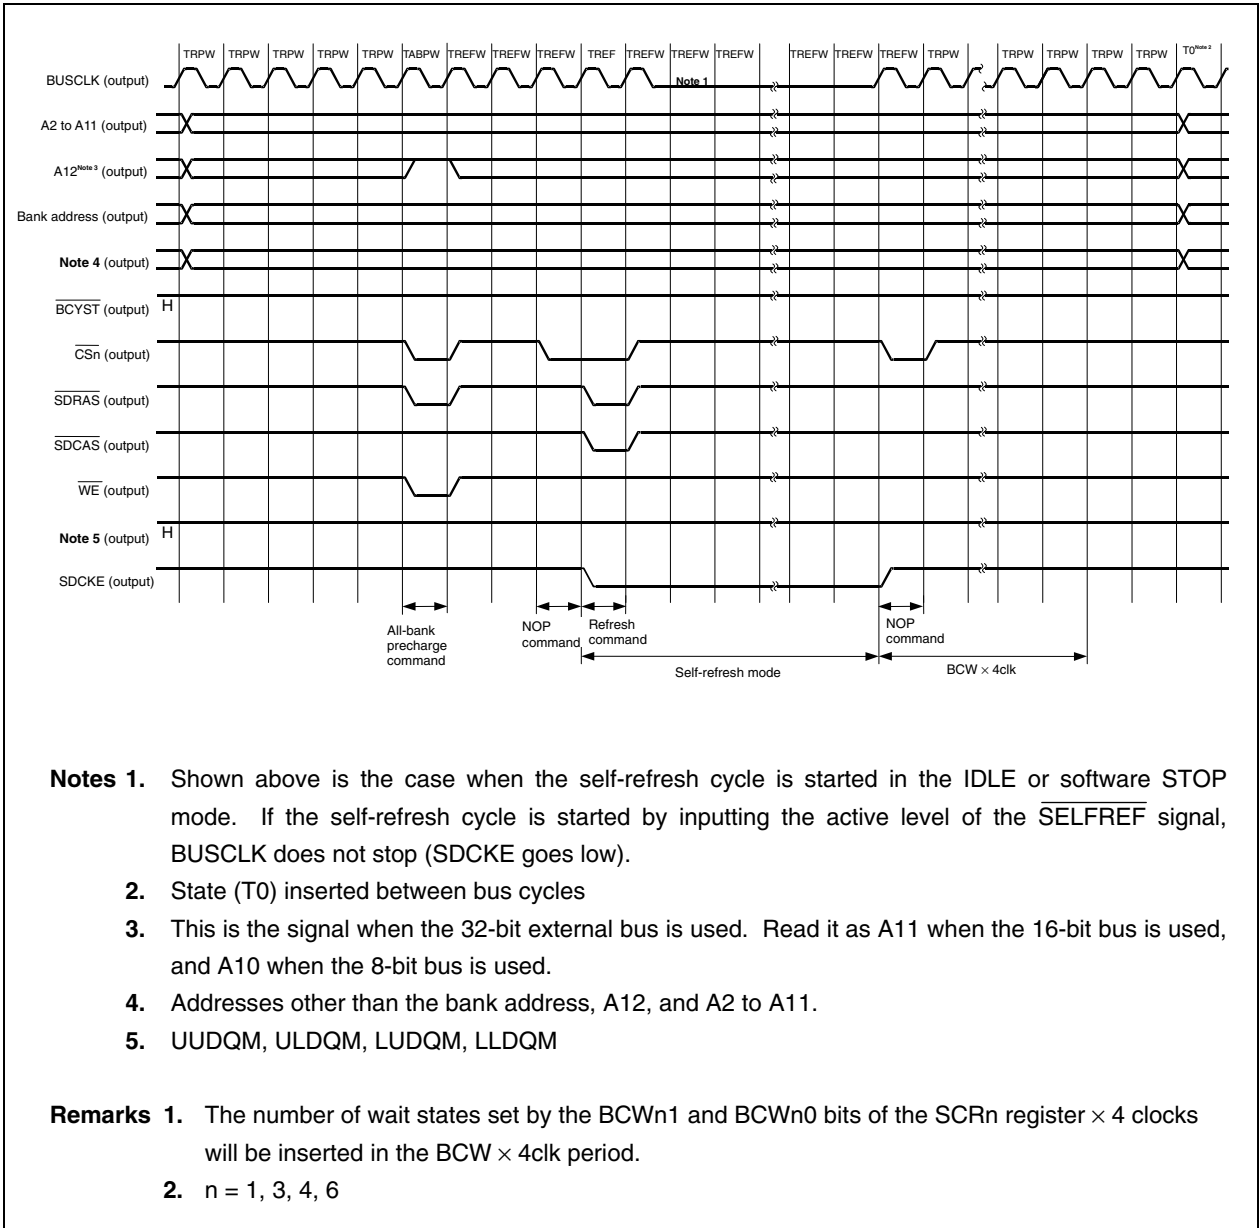 TRPW TRPW TRPW TRPW TRPW TABPW TREFW TREFW TREFW TREF TREFW TREFW TREFW TREFW TREFW TREFW TRPW TRPW TRPW TRPW TRPW T0Note 2
BUSCLK (output)
Note 1
A2 to A11 (output)
A12Note 3 (output)
Bank address (output)
Note 4 (output)
BCYST (output) H
CSn (output)
SDRAS (output)
SDCAS (output)
WE (output)
Note 5 (output) H
SDCKE (output)
All-bank
precharge
command
NOP
command
Refresh
command
NOP
command
Self-refresh mode
BCW × 4clk
Notes 1. Shown above is the case when the self-refresh cycle is started in the IDLE or software STOP
mode. If the self-refresh cycle is started by inputting the active level of the SELFREF signal,
BUSCLK does not stop (SDCKE goes low).
2. State (T0) inserted between bus cycles
3. This is the signal when the 32-bit external bus is used. Read it as A11 when the 16-bit bus is used,
and A10 when the 8-bit bus is used.
4. Addresses other than the bank address, A12, and A2 to A11.
5. UUDQM, ULDQM, LUDQM, LLDQM
Remarks 1. The number of wait states set by the BCWn1 and BCWn0 bits of the SCRn register × 4 clocks
will be inserted in the BCW × 4clk period.
2. n = 1, 3, 4, 6